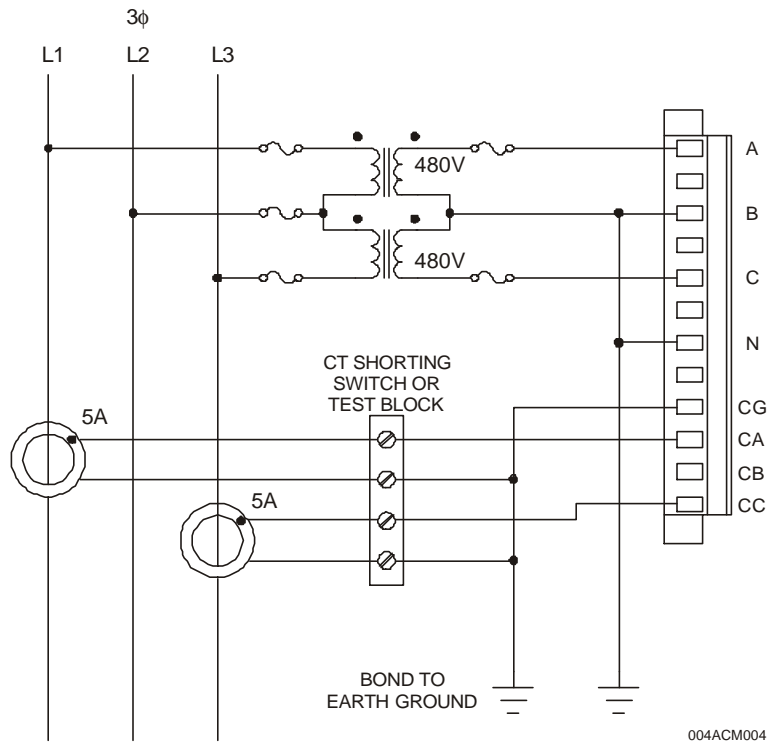 3ϕ
L1 L2 L3
A
480V
B
480V
C
N
CT SHORTING
SWITCH OR
TEST BLOCK
CG
5A
CA
CB
5A
CC
BOND TO
EARTH GROUND
004ACM004